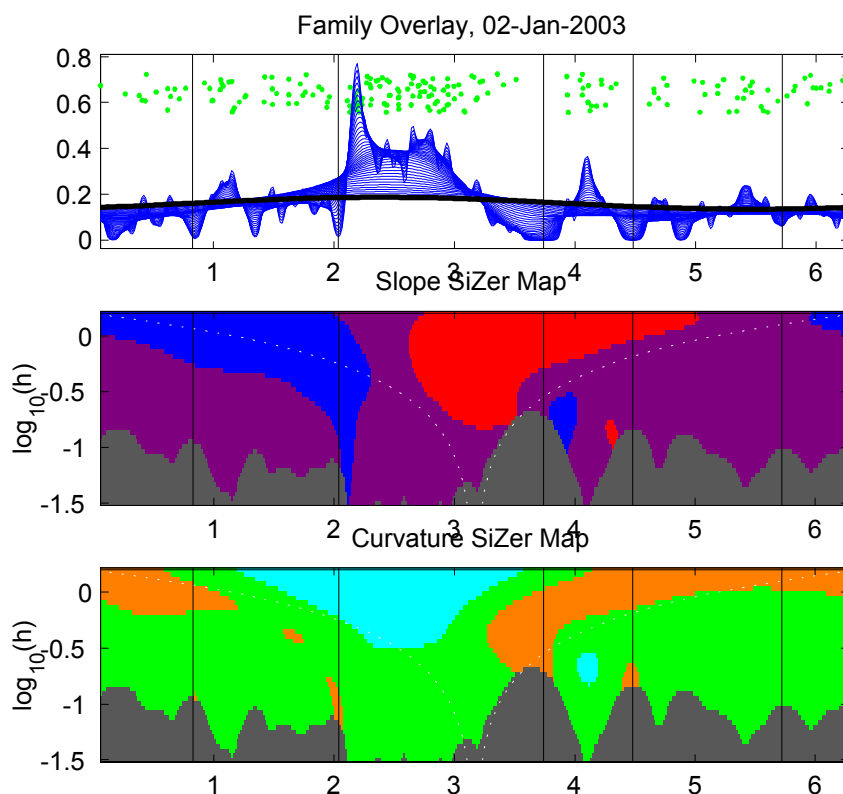 Family Overlay, 02-Jan-2003
0.8
0.6
0.4
0.2
0
1 2 3 4 5 6
Slope SiZer Map
0
-0.5
-1
-1.5
log10(h)
1 2 3 4 5 6
Curvature SiZer Map
0
-0.5
-1
-1.5
log10(h)
1 2 3 4 5 6